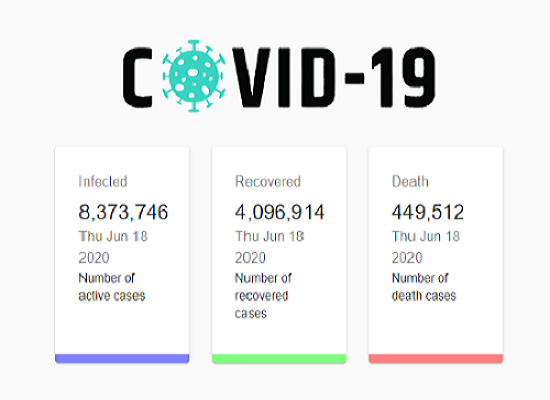 COVID-19
Infected
8,373,746
Thu Jun 18
2020
Number of
active cases
Recovered
4,096,914
Thu Jun 18
2020
Number of
recovered
cases
Death
449,512
Thu Jun 18
2020
Number of
death cases